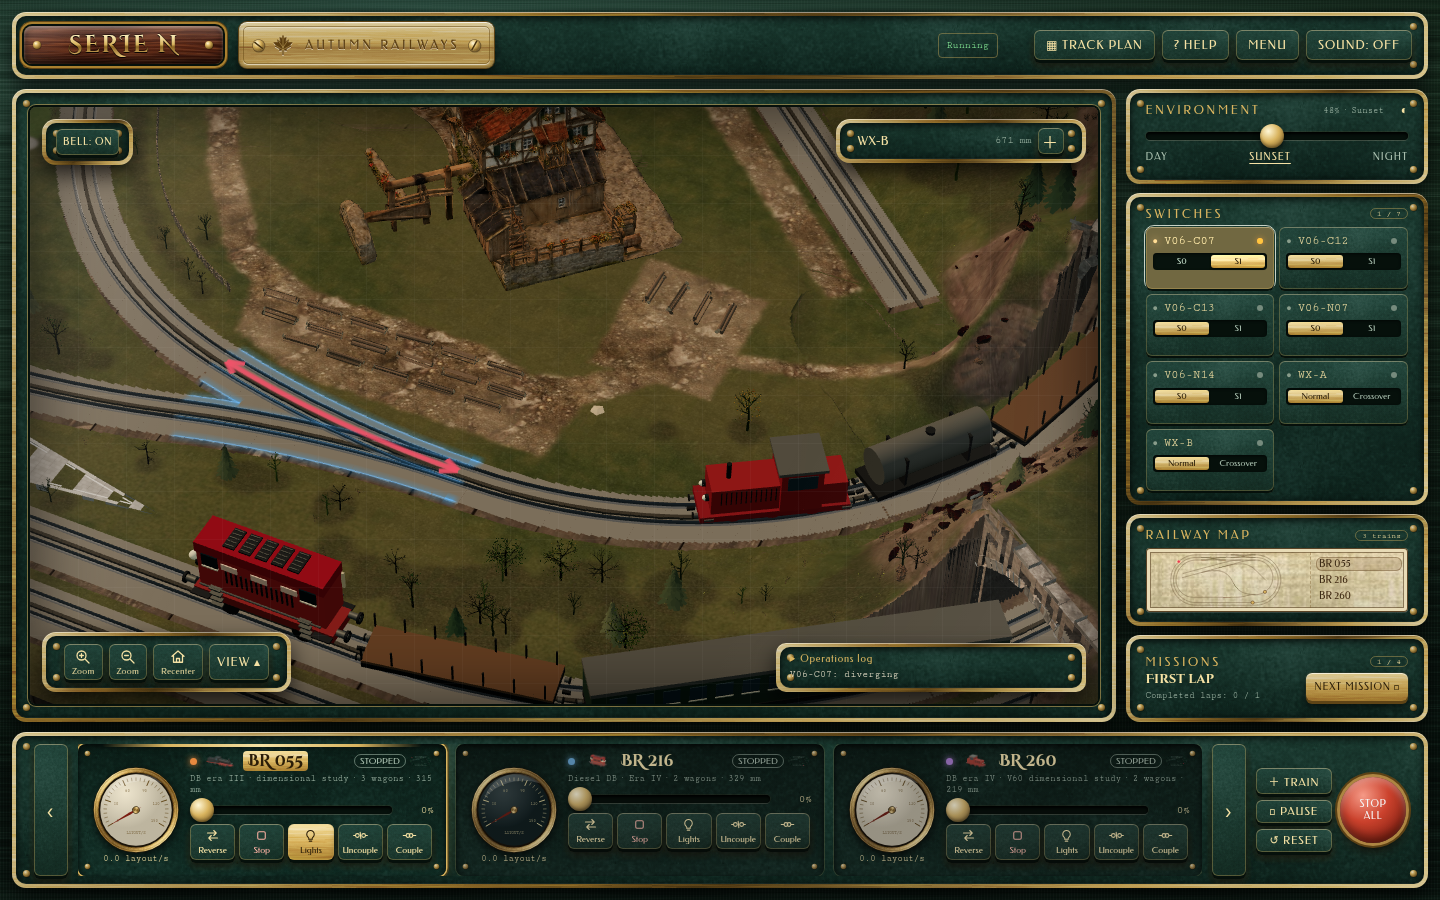 SERIE N
AUTUMN RAILWAYS
Running
TRACK PLAN
? HELP
MENU
SOUND: OFF
BELL: ON
WX-B
671 mm
ENVIRONMENT
48% · Sunset
DAY
SUNSET
NIGHT
SWITCHES
1 / 7
V06-C07
S0 S1
V06-C12
S0 S1
V06-C13
S0 S1
V06-N07
S0 S1
V06-N14
S0 S1
WX-A
Normal Crossover
WX-B
Normal Crossover
RAILWAY MAP
3 trains
BR 055
BR 216
BR 260
MISSIONS
1 / 4
FIRST LAP
Completed laps: 0 / 1
NEXT MISSION
Zoom
Zoom
Recenter
VIEW
Operations log
V06-C07: diverging
BR 055
STOPPED
DB era III · dimensional study · 3 wagons · 315
mm
0%
Reverse
Stop
Lights
Uncouple
Couple
0.0 layout/s
BR 216
STOPPED
Diesel DB · Era IV · 2 wagons · 329 mm
0%
Reverse
Stop
Lights
Uncouple
Couple
0.0 layout/s
BR 260
STOPPED
DB era IV · V60 dimensional study · 2 wagons ·
219 mm
0%
Reverse
Stop
Lights
Uncouple
Couple
0.0 layout/s
+ TRAIN
PAUSE
RESET
STOP
ALL